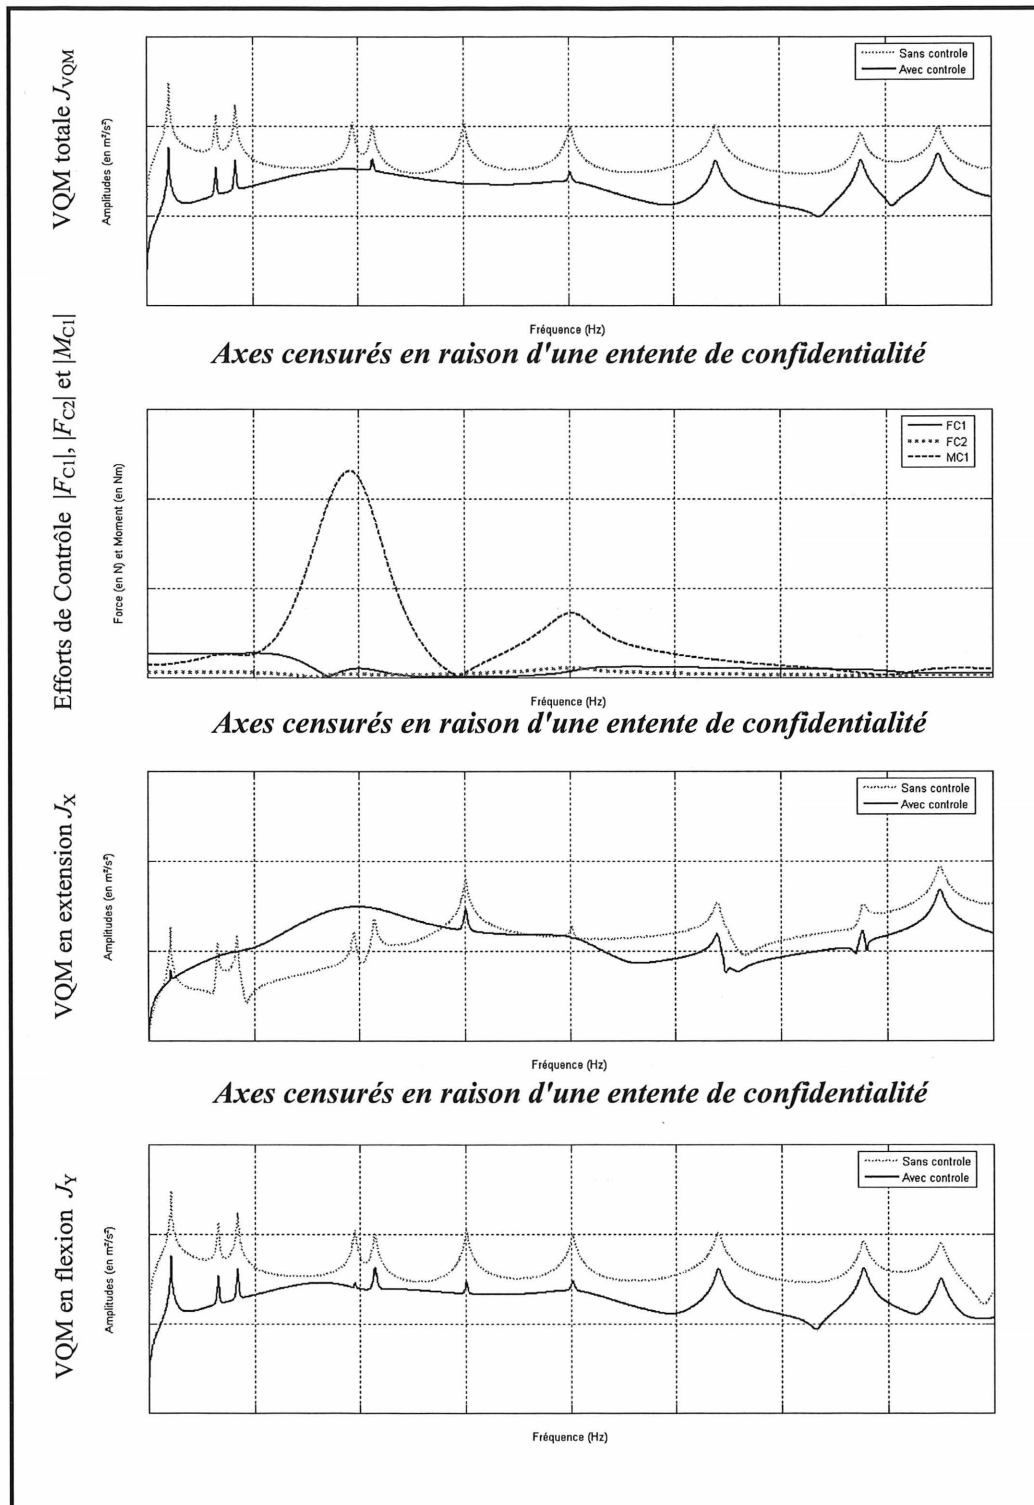 VQM totale J_VQM
Amplitudes (en m²/s²)
Sans controle
Avec controle
Fréquence (Hz)
Axes censurés en raison d'une entente de confidentialité
Efforts de Contrôle |F_C1|, |F_C2| et |M_C1|
Force (en N) et Moment (en Nm)
FC1
FC2
MC1
Fréquence (Hz)
Axes censurés en raison d'une entente de confidentialité
VQM en extension J_X
Amplitudes (en m²/s²)
Sans controle
Avec controle
Fréquence (Hz)
Axes censurés en raison d'une entente de confidentialité
VQM en flexion J_Y
Amplitudes (en m²/s²)
Sans controle
Avec controle
Fréquence (Hz)